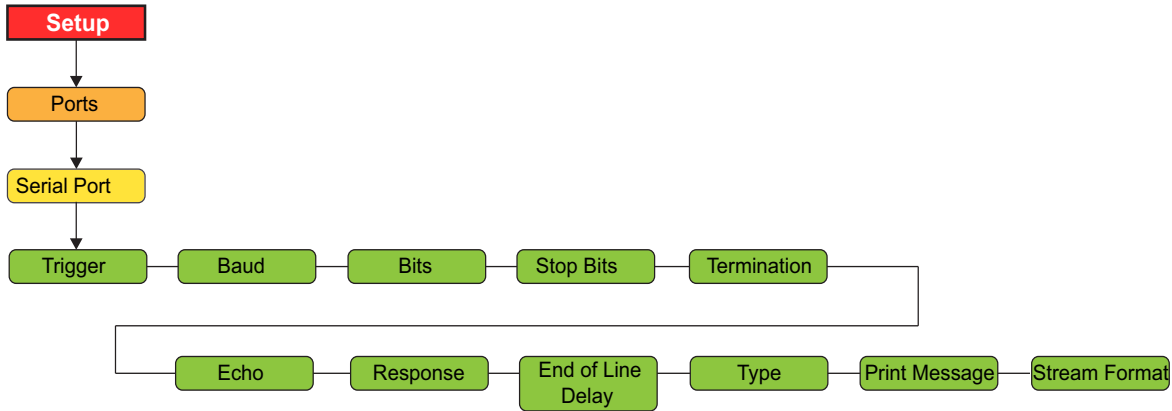 Setup
Ports
Serial Port
Trigger
Baud
Bits
Stop Bits
Termination
Echo
Response
End of Line
Delay
Type
Print Message
Stream Format